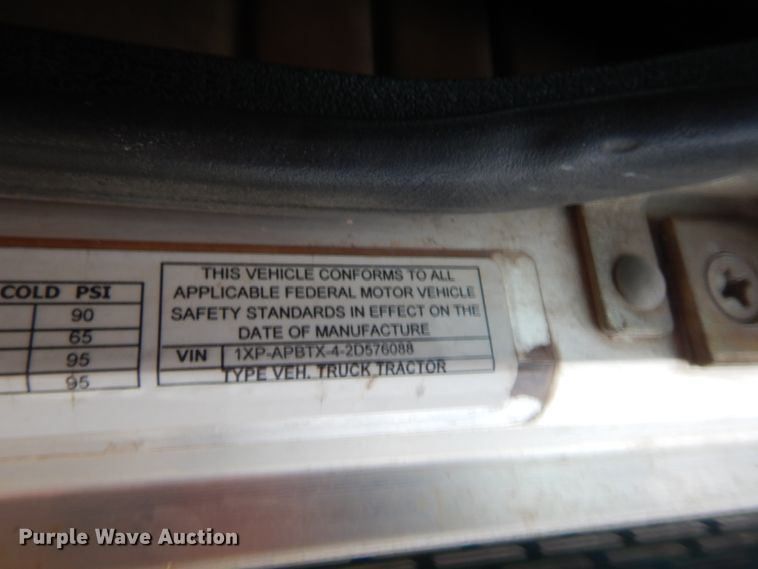 COLD PSI
90
65
95
95
THIS VEHICLE CONFORMS TO ALL
APPLICABLE FEDERAL MOTOR VEHICLE
SAFETY STANDARDS IN EFFECT ON THE
DATE OF MANUFACTURE
VIN 1XP-APBTX-4-2D576088
TYPE VEH. TRUCK TRACTOR
Purple Wave Auction